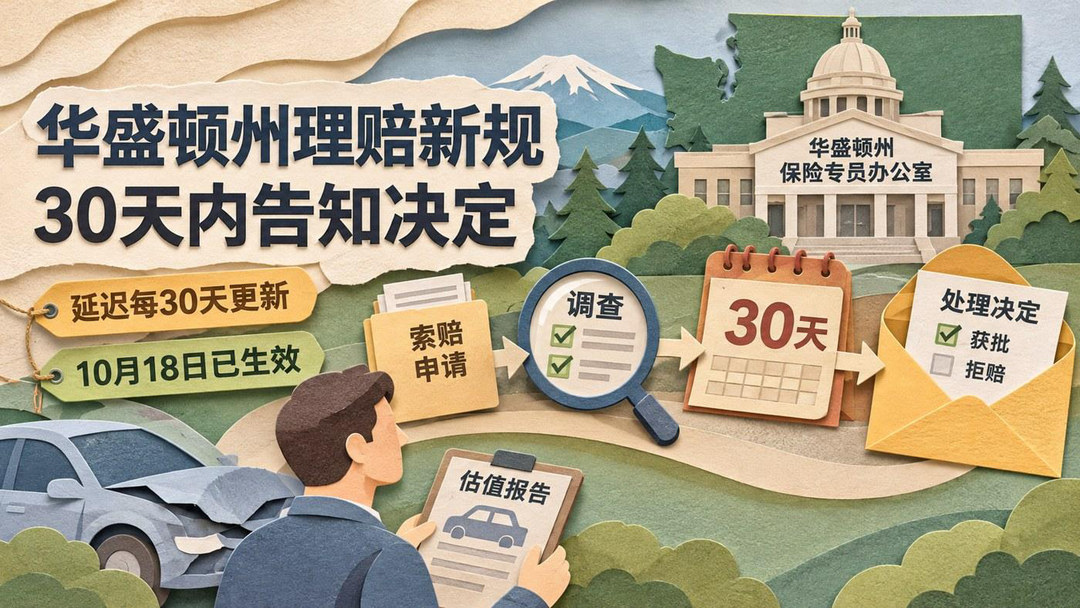 华盛顿州理赔新规
30天内告知决定
延迟每30天更新
10月18日已生效
华盛顿州
保险专员办公室
索赔
申请
调查
30天
处理决定
获批
拒赔
估值报告